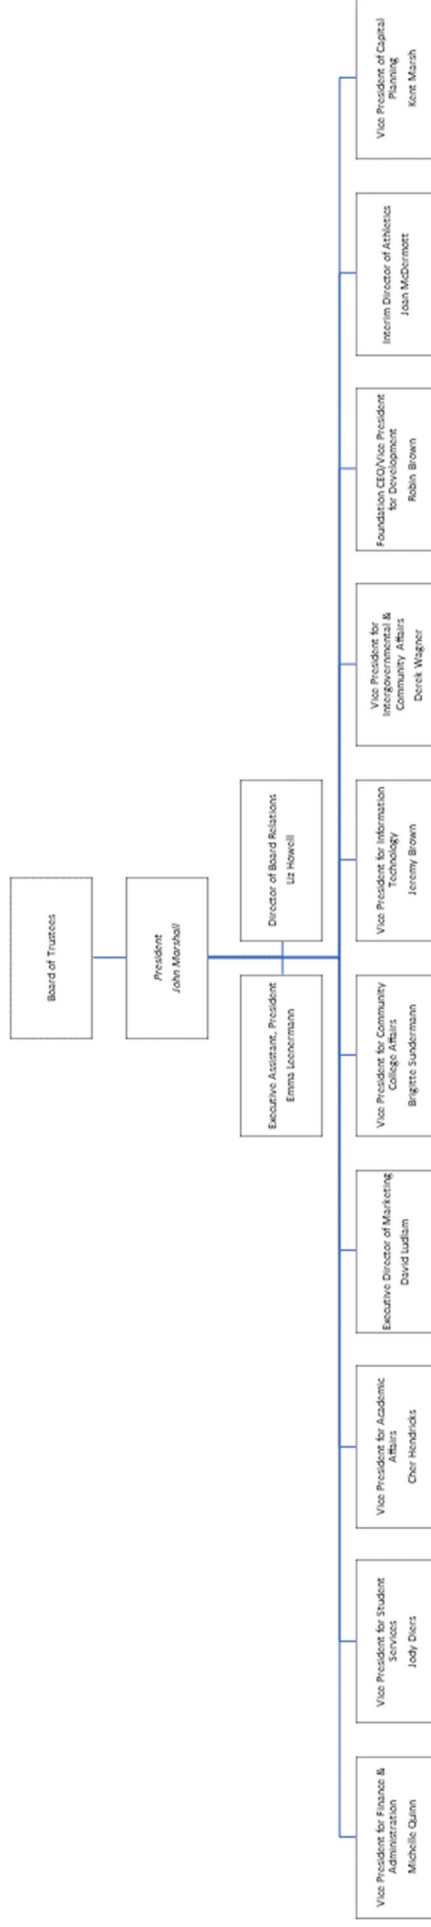 Board of Trustees
President
John Marshall
Executive Assistant, President
Emma Leenermann
Director of Board Relations
Liz Howell
Vice President for Finance &
Administration
Michelle Quinn
Vice President for Student
Services
Jody Diers
Vice President for Academic
Affairs
Cher Hendricks
Executive Director of Marketing
David Ludlam
Vice President for Community
College Affairs
Brigitte Sundermann
Vice President for Information
Technology
Jeremy Brown
Vice President for
Intergovernmental &
Community Affairs
Derek Wagner
Foundation CEO/Vice President
for Development
Robin Brown
Interim Director of Athletics
Joan McDermott
Vice President of Capital
Planning
Kent Marsh